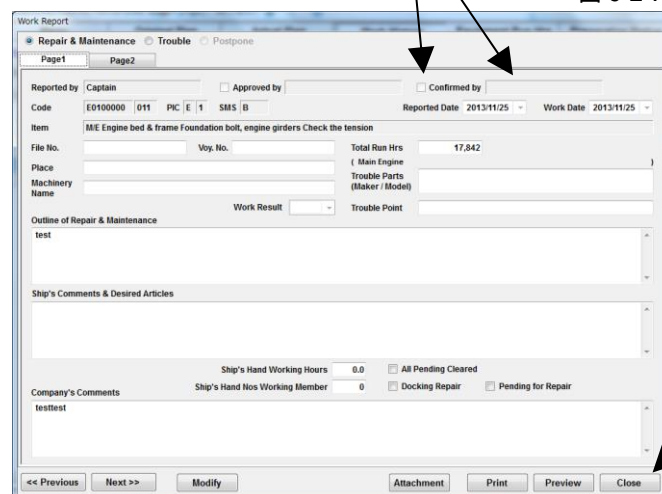 Work Report
Repair & Maintenance Trouble Postpone
Page1 Page2
Reported by Captain Approved by Confirmed by
Code E0100000 011 PIC E 1 SMS B Reported Date 2013/11/25 Work Date 2013/11/25
Item M/E Engine bed & frame Foundation bolt, engine girders Check the tension
File No. Voy. No. Total Run Hrs 17,842
( Main Engine )
Place
Trouble Parts
(Maker / Model)
Machinery
Name
Work Result Trouble Point
Outline of Repair & Maintenance
test
Ship's Comments & Desired Articles
Ship's Hand Working Hours 0.0 All Pending Cleared
Ship's Hand Nos Working Member 0 Docking Repair Pending for Repair
Company's Comments
testtest
<< Previous Next >> Modify Attachment Print Preview Close